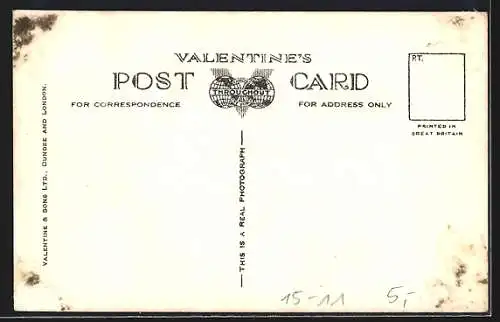 VALENTINE'S
POST CARD
THROUGHOUT
FOR CORRESPONDENCE
FOR ADDRESS ONLY
RT.
PRINTED IN
GREAT BRITAIN
VALENTINE & SONS LTD., DUNDEE AND LONDON.
THIS IS A REAL PHOTOGRAPH
15-11
5,-